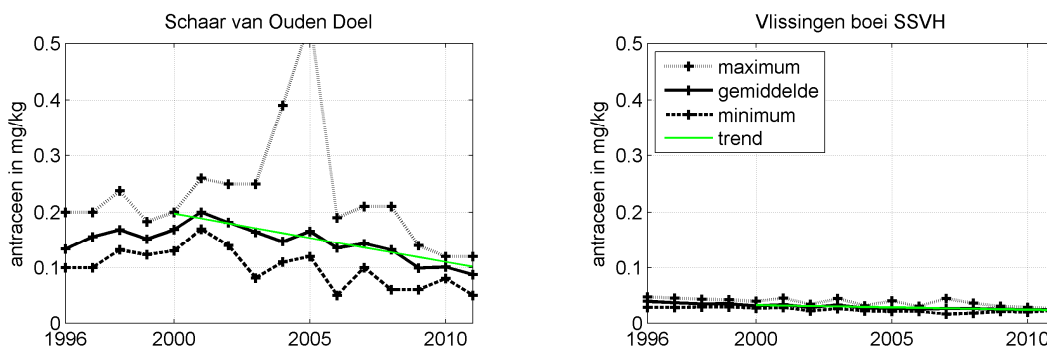 Schaar van Ouden Doel
antraceen in mg/kg
0.5
0.4
0.3
0.2
0.1
0
1996
2000
2005
2010
Vlissingen boei SSVH
antraceen in mg/kg
0.5
0.4
0.3
0.2
0.1
0
maximum
gemiddelde
minimum
trend
1996
2000
2005
2010